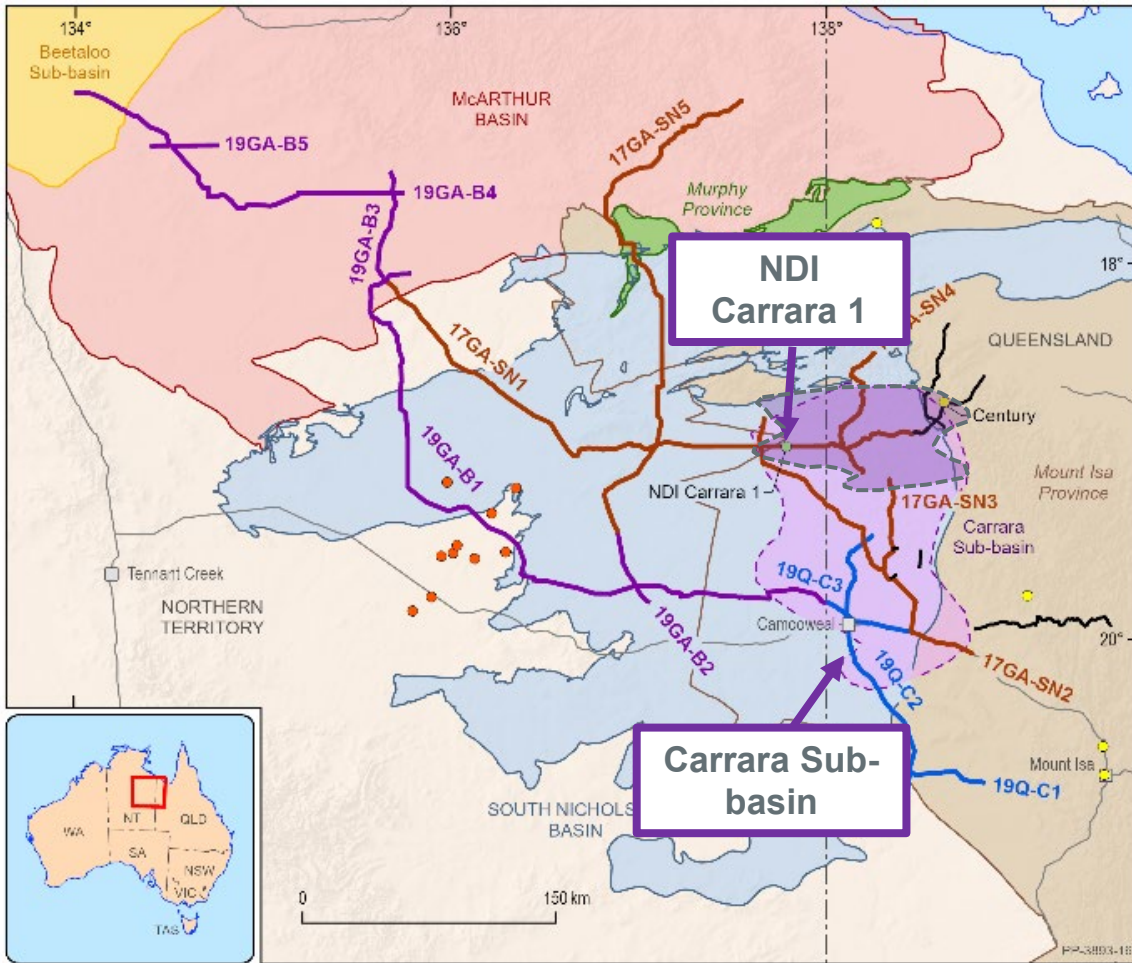 134°
136°
138°
Beetaloo
Sub-basin
McARTHUR
BASIN
17GA-SN5
19GA-B5
19GA-B4
19GA-B3
Murphy
Province
NDI
Carrara 1
18°
SN4
QUEENSLAND
17GA-SN1
Century
19GA-B1
NDI Carrara 1
17GA-SN3
Mount Isa
Province
Carrara
Sub-basin
Tennant Creek
NORTHERN
TERRITORY
19Q-C3
Camooweal
19GA-B2
20°
19Q-C2
17GA-SN2
Carrara Sub-
basin
Mount Isa
19Q-C1
SOUTH NICHOLS
BASIN
WA
NT
QLD
SA
NSW
VIC
TAS
0
150 km